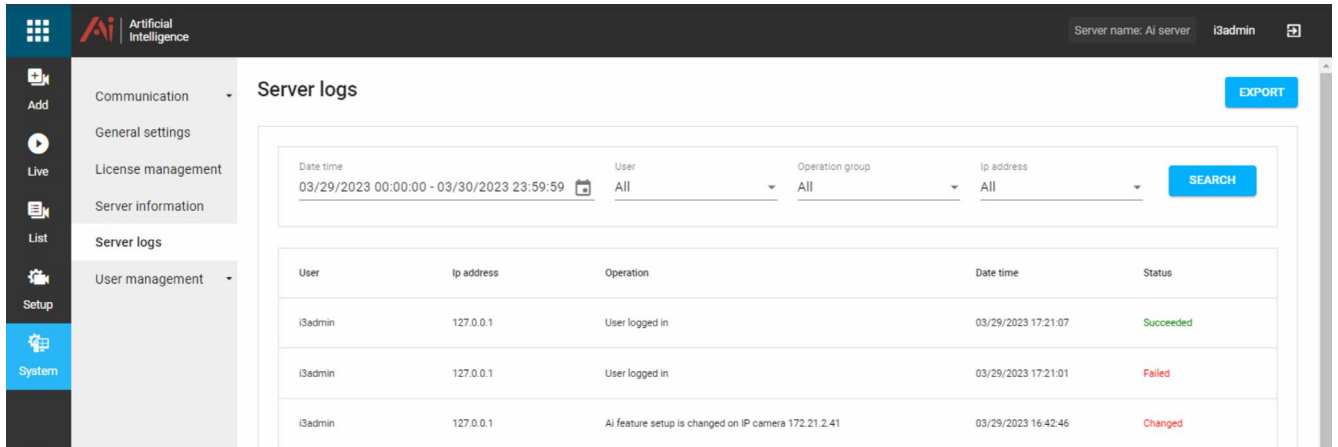 Ai Artificial
Intelligence
Server name: Ai server i3admin
Add
Live
List
Setup
System
Communication
General settings
License management
Server information
Server logs
User management
Server logs
EXPORT
Date time User Operation group Ip address
03/29/2023 00:00:00 - 03/30/2023 23:59:59 All All All
SEARCH
User Ip address Operation Date time Status
i3admin 127.0.0.1 User logged in 03/29/2023 17:21:07 Succeeded
i3admin 127.0.0.1 User logged in 03/29/2023 17:21:01 Failed
i3admin 127.0.0.1 Ai feature setup is changed on IP camera 172.21.2.41 03/29/2023 16:42:46 Changed